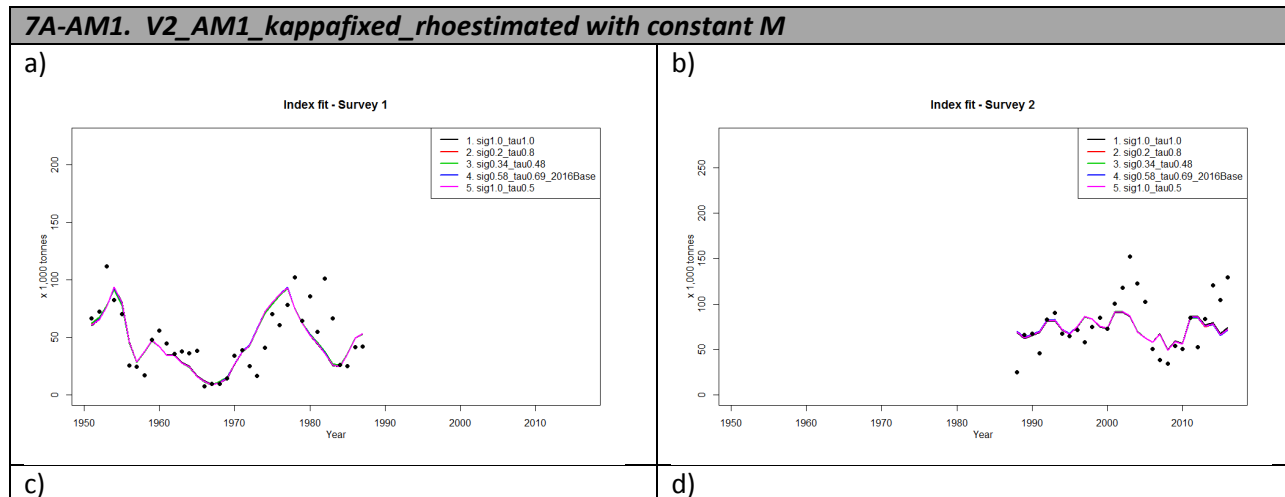 7A-AM1. V2_AM1_kappafixed_rhoestimated with constant M
a)
Index fit - Survey 1
1. sig1.0_tau1.0
2. sig0.2_tau0.8
3. sig0.34_tau0.48
4. sig0.58_tau0.69_2016Base
5. sig1.0_tau0.5
200
150
100
50
0
x 1,000 tonnes
1950 1960 1970 1980 1990 2000 2010
Year
b)
Index fit - Survey 2
1. sig1.0_tau1.0
2. sig0.2_tau0.8
3. sig0.34_tau0.48
4. sig0.58_tau0.69_2016Base
5. sig1.0_tau0.5
250
200
150
100
50
0
x 1,000 tonnes
1950 1960 1970 1980 1990 2000 2010
Year
c)
d)